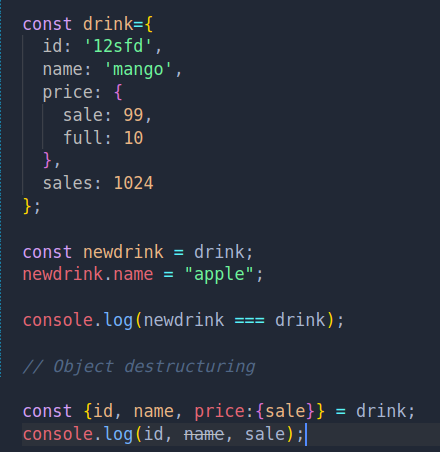 const drink={
  id: '12sfd',
  name: 'mango',
  price: {
    sale: 99,
    full: 10
  },
  sales: 1024
};
const newdrink = drink;
newdrink.name = "apple";
console.log(newdrink === drink);
// Object destructuring
const {id, name, price:{sale}} = drink;
console.log(id, name, sale);